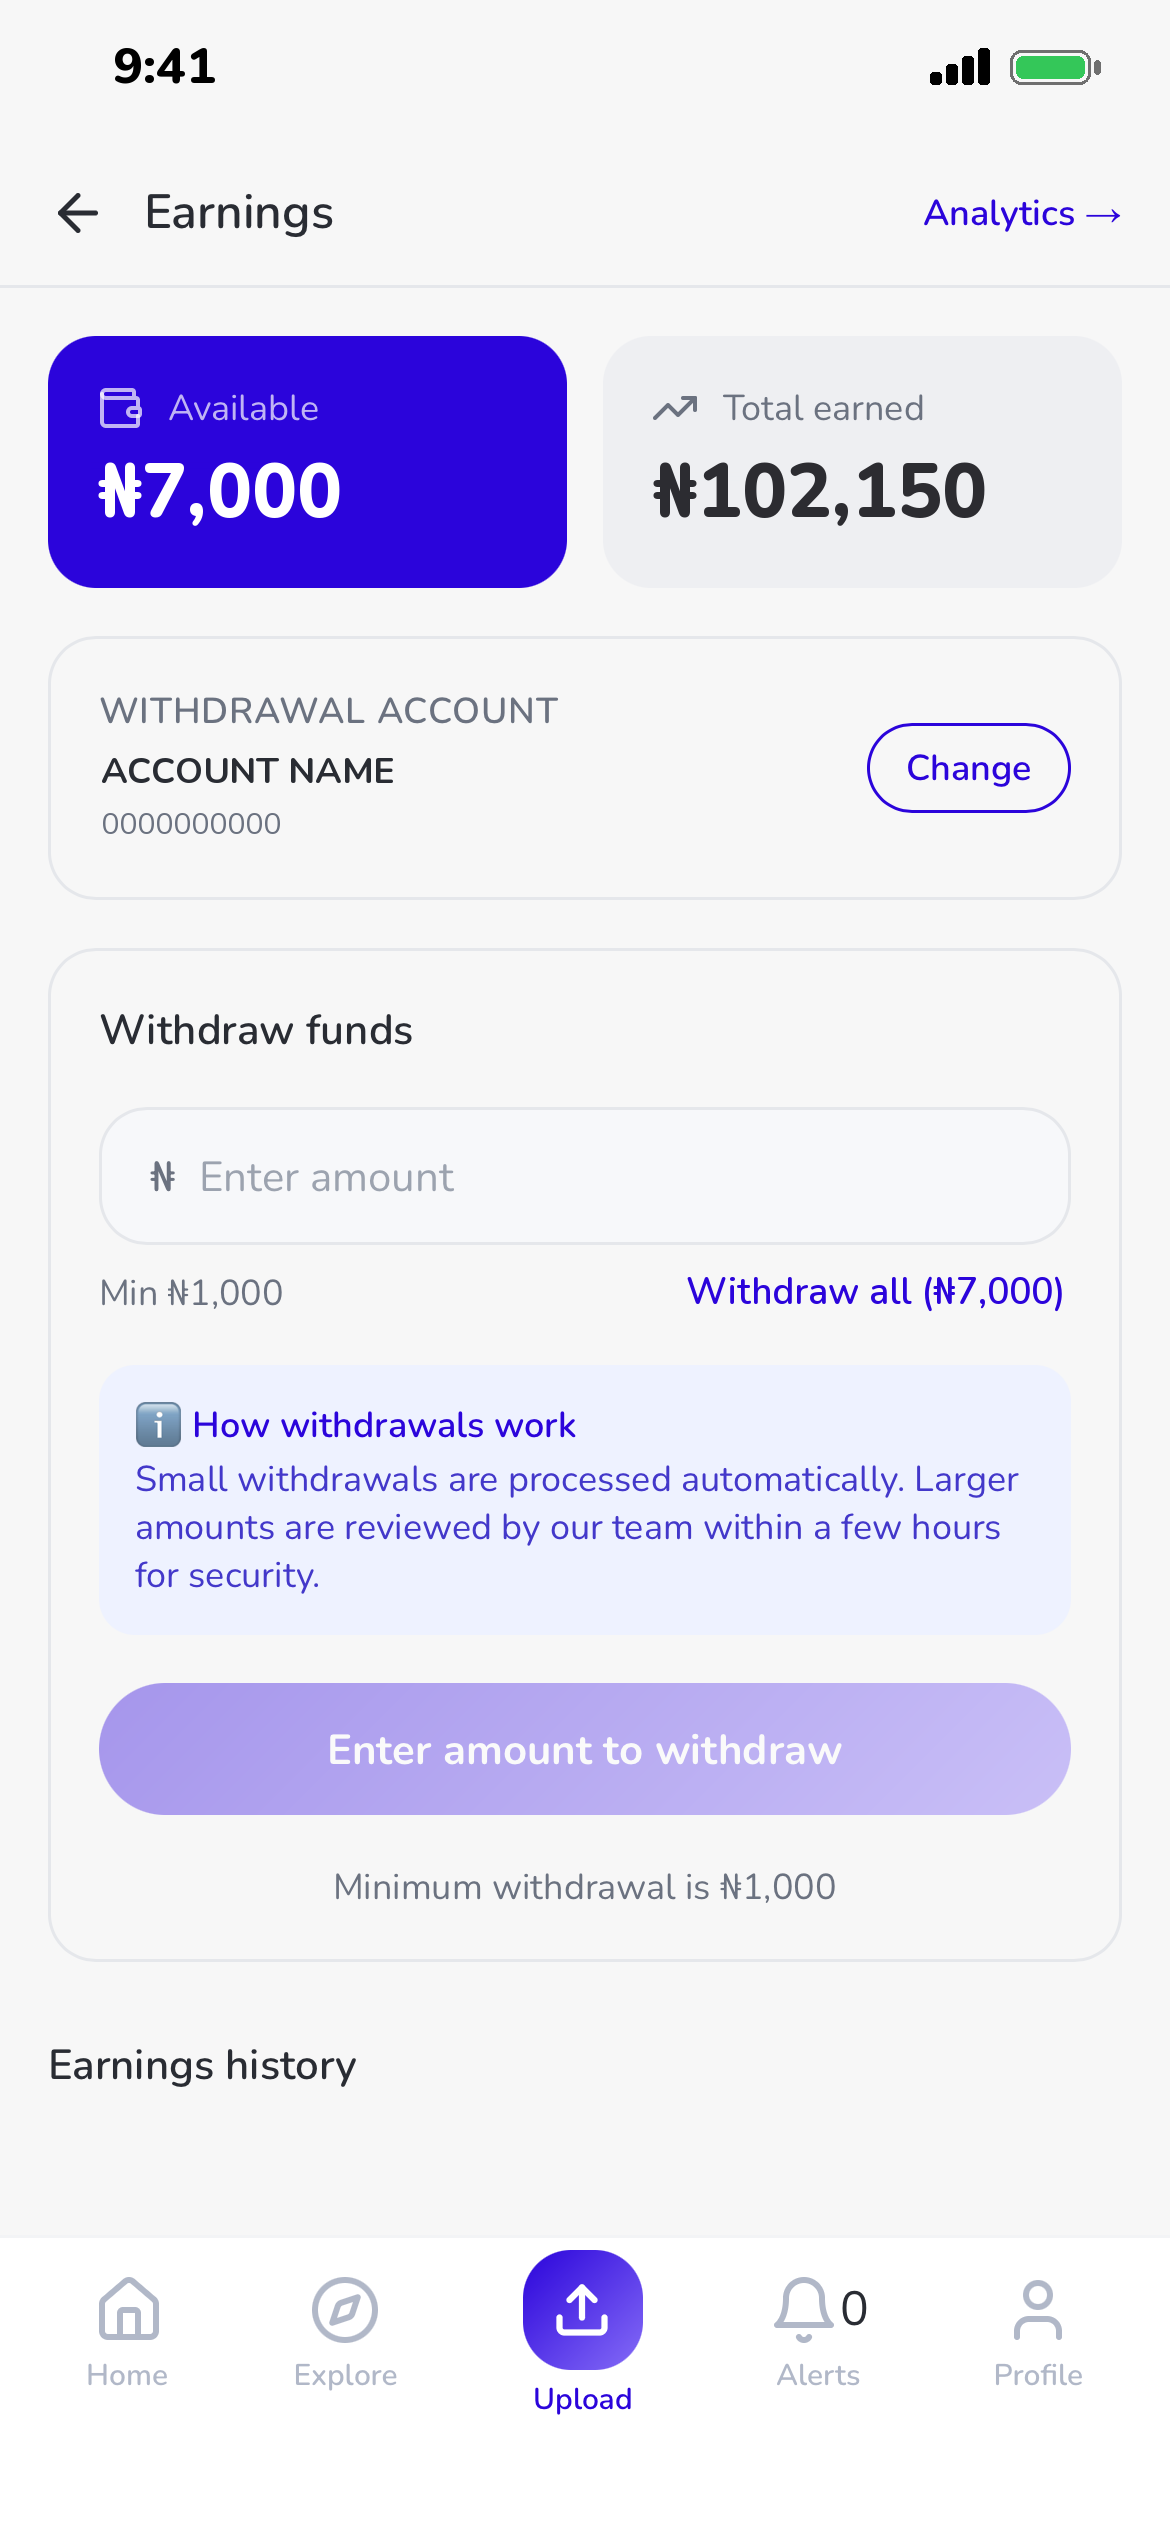 9:41
Earnings
Analytics →
Available
₦7,000
Total earned
₦102,150
WITHDRAWAL ACCOUNT
ACCOUNT NAME
0000000000
Change
Withdraw funds
₦ Enter amount
Min ₦1,000
Withdraw all (₦7,000)
ℹ️ How withdrawals work
Small withdrawals are processed automatically. Larger
amounts are reviewed by our team within a few hours
for security.
Enter amount to withdraw
Minimum withdrawal is ₦1,000
Earnings history
0
Home
Explore
Upload
Alerts
Profile